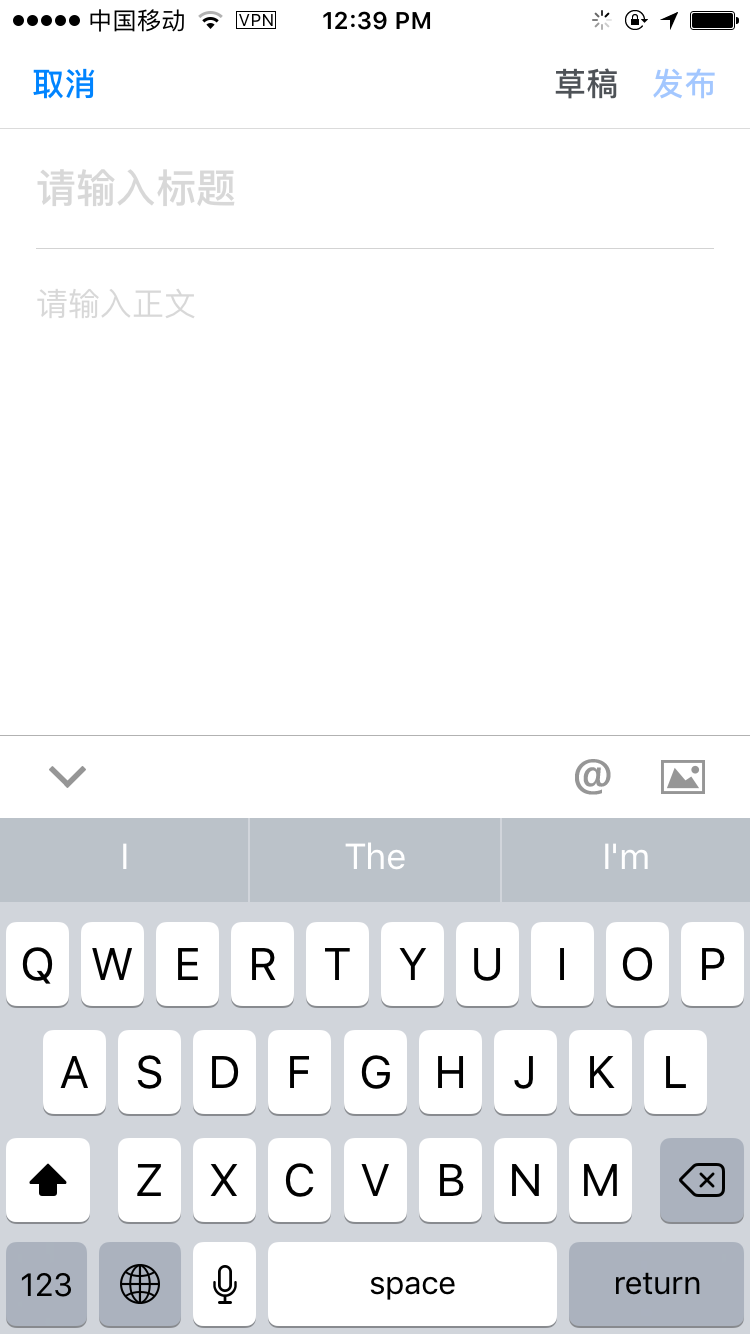 中国移动 VPN 12:39 PM
取消 草稿 发布
请输入标题
请输入正文
@
I The I'm
Q W E R T Y U I O P
A S D F G H J K L
Z X C V B N M
123 space return